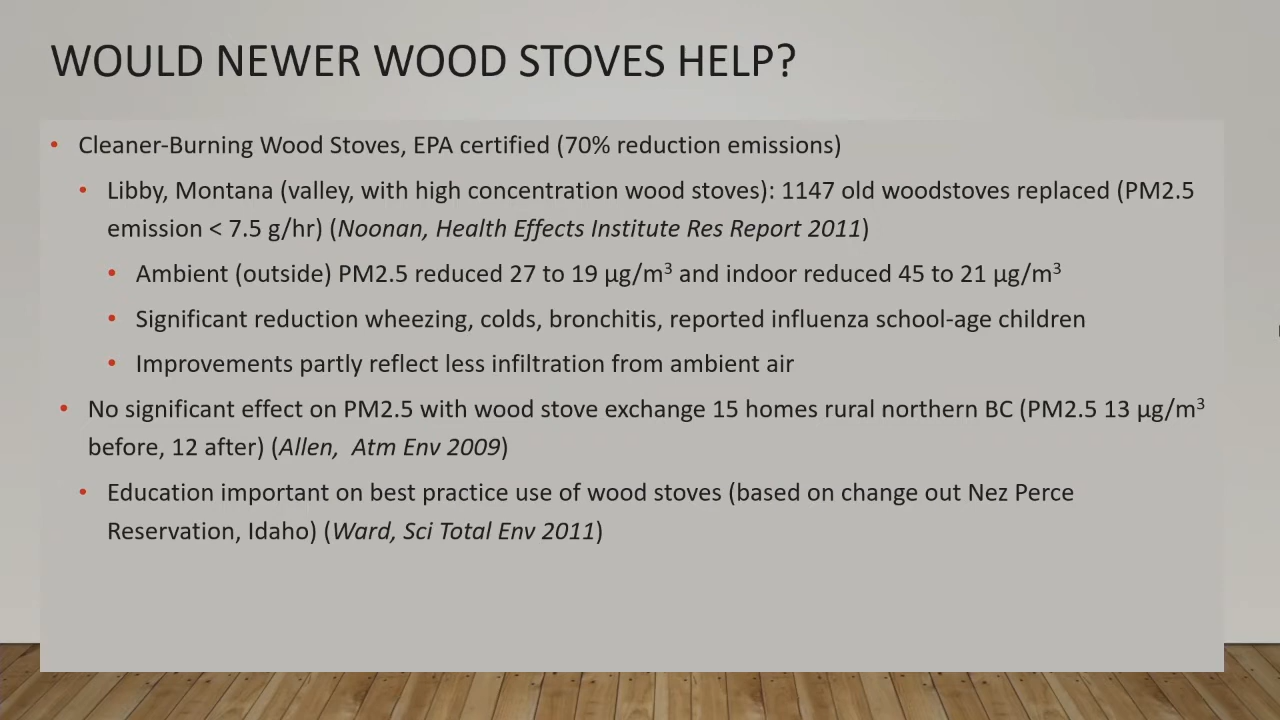 WOULD NEWER WOOD STOVES HELP?
• Cleaner-Burning Wood Stoves, EPA certified (70% reduction emissions)
• Libby, Montana (valley, with high concentration wood stoves): 1147 old woodstoves replaced (PM2.5
emission < 7.5 g/hr) (Noonan, Health Effects Institute Res Report 2011)
• Ambient (outside) PM2.5 reduced 27 to 19 µg/m³ and indoor reduced 45 to 21 µg/m³
• Significant reduction wheezing, colds, bronchitis, reported influenza school-age children
• Improvements partly reflect less infiltration from ambient air
• No significant effect on PM2.5 with wood stove exchange 15 homes rural northern BC (PM2.5 13 µg/m³
before, 12 after) (Allen, Atm Env 2009)
• Education important on best practice use of wood stoves (based on change out Nez Perce
Reservation, Idaho) (Ward, Sci Total Env 2011)